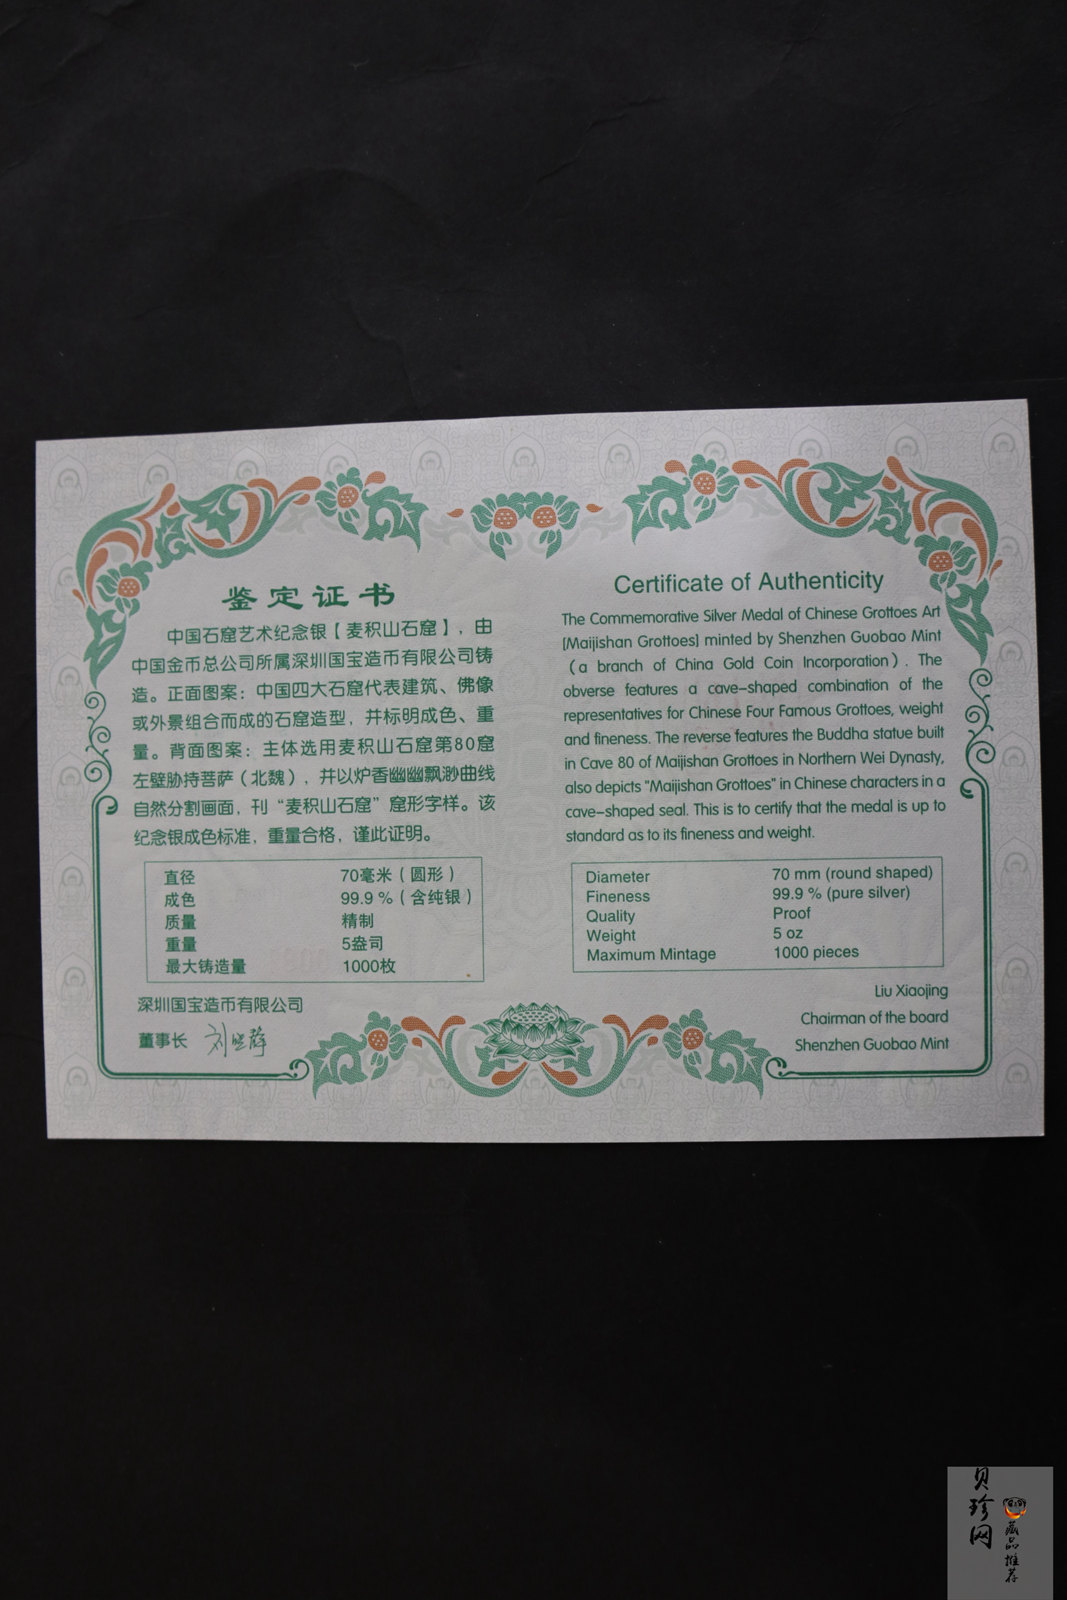 鉴定证书
中国石窟艺术纪念银【麦积山石窟】，由
中国金币总公司所属深圳国宝造币有限公司铸
造。正面图案：中国四大石窟代表建筑、佛像
或外景组合而成的石窟造型，并标明成色、重
量。背面图案：主体选用麦积山石窟第80窟
左壁胁持菩萨（北魏），并以炉香幽幽飘渺曲线
自然分割画面，刊“麦积山石窟”窟形字样。该
纪念银成色标准，重量合格，谨此证明。
直径 70毫米（圆形）
成色 99.9％（含纯银）
质量 精制
重量 5盎司
最大铸造量 1000枚
深圳国宝造币有限公司
董事长 刘晓静
Certificate of Authenticity
The Commemorative Silver Medal of Chinese Grottoes Art
[Maijishan Grottoes] minted by Shenzhen Guobao Mint
(a branch of China Gold Coin Incorporation). The
obverse features a cave-shaped combination of the
representatives for Chinese Four Famous Grottoes, weight
and fineness. The reverse features the Buddha statue built
in Cave 80 of Maijishan Grottoes in Northern Wei Dynasty,
also depicts "Maijishan Grottoes" in Chinese characters in a
cave-shaped seal. This is to certify that the medal is up to
standard as to its fineness and weight.
Diameter 70 mm (round shaped)
Fineness 99.9 % (pure silver)
Quality Proof
Weight 5 oz
Maximum Mintage 1000 pieces
Liu Xiaojing
Chairman of the board
Shenzhen Guobao Mint
贝珍网
藏品推荐